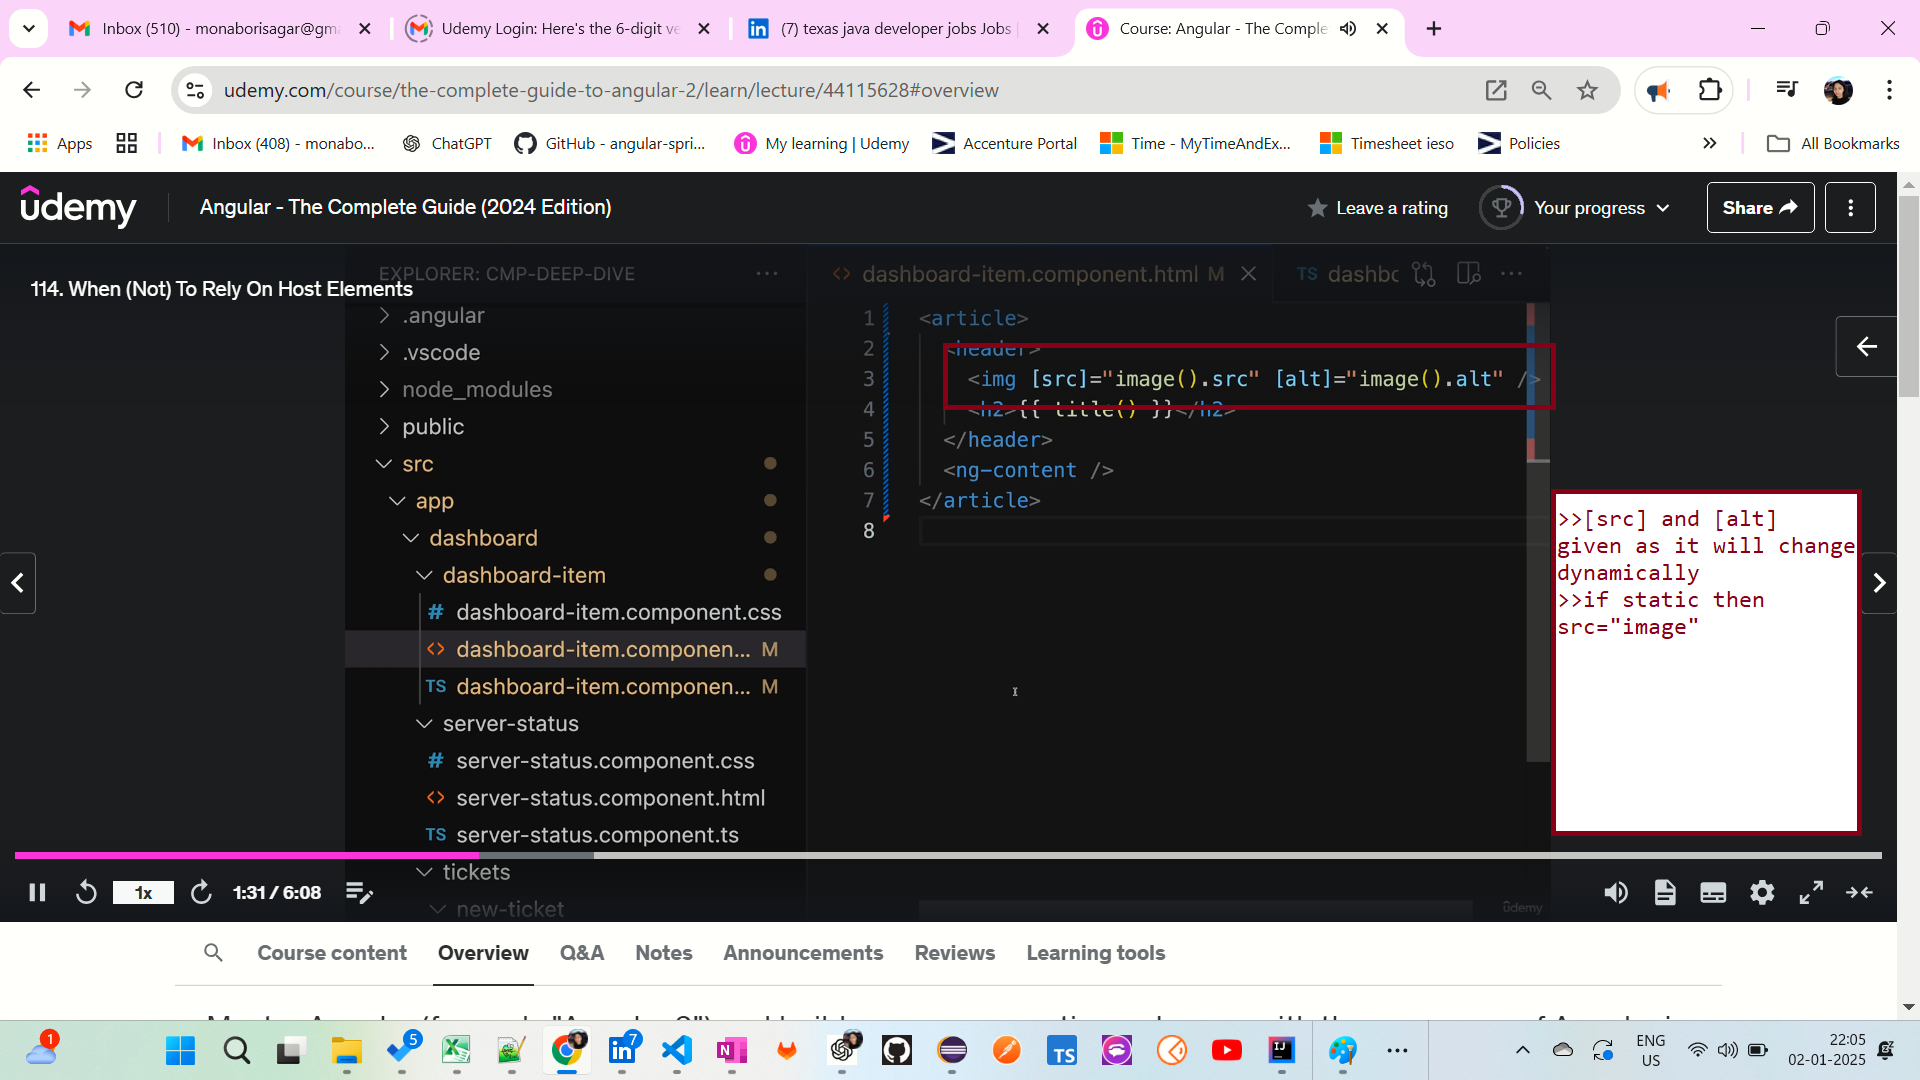 Inbox (510) - monaborisagar@gm
Udemy Login: Here's the 6-digit ve
(7) texas java developer jobs Jobs
Course: Angular - The Comple
udemy.com/course/the-complete-guide-to-angular-2/learn/lecture/44115628#overview
Apps
Inbox (408) - monabo...
ChatGPT
GitHub - angular-spri...
My learning | Udemy
Accenture Portal
Time - MyTimeAndEx...
Timesheet ieso
Policies
All Bookmarks
udemy
Angular - The Complete Guide (2024 Edition)
Leave a rating
Your progress
Share
114. When (Not) To Rely On Host Elements
EXPLORER: CMP-DEEP-DIVE
.angular
.vscode
node_modules
public
src
app
dashboard
dashboard-item
# dashboard-item.component.css
<> dashboard-item.componen... M
TS dashboard-item.componen... M
server-status
# server-status.component.css
<> server-status.component.html
TS server-status.component.ts
tickets
new-ticket
<> dashboard-item.component.html M
TS dashbo
1 <article>
2 <header>
3 <img [src]="image().src" [alt]="image().alt" />
4 <h2>{{ title() }}</h2>
5 </header>
6 <ng-content />
7 </article>
8
>>[src] and [alt]
given as it will change
dynamically
>>if static then
src="image"
1x
1:31 / 6:08
udemy
Course content
Overview
Q&A
Notes
Announcements
Reviews
Learning tools
1
5
7
TS
IJ
ENG
US
22:05
02-01-2025